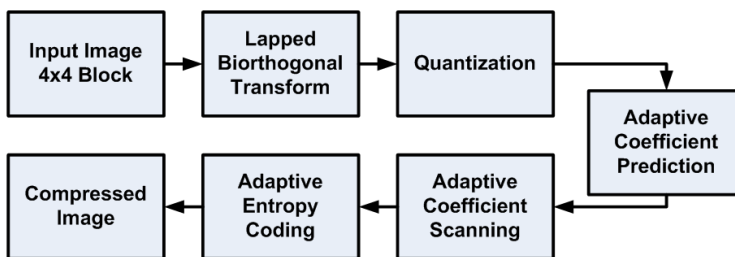 Input Image
4x4 Block
Lapped
Biorthogonal
Transform
Quantization
Adaptive
Coefficient
Prediction
Adaptive
Coefficient
Scanning
Adaptive
Entropy
Coding
Compressed
Image